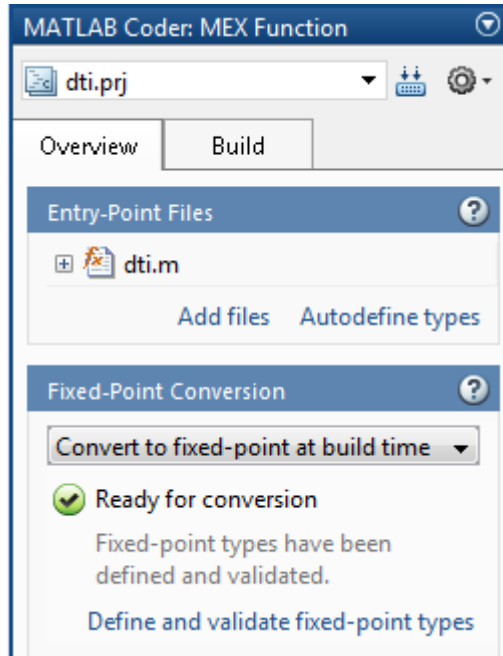 MATLAB Coder: MEX Function
dti.prj
Overview Build
Entry-Point Files ?
dti.m
Add files Autodefine types
Fixed-Point Conversion ?
Convert to fixed-point at build time
Ready for conversion
Fixed-point types have been
defined and validated.
Define and validate fixed-point types